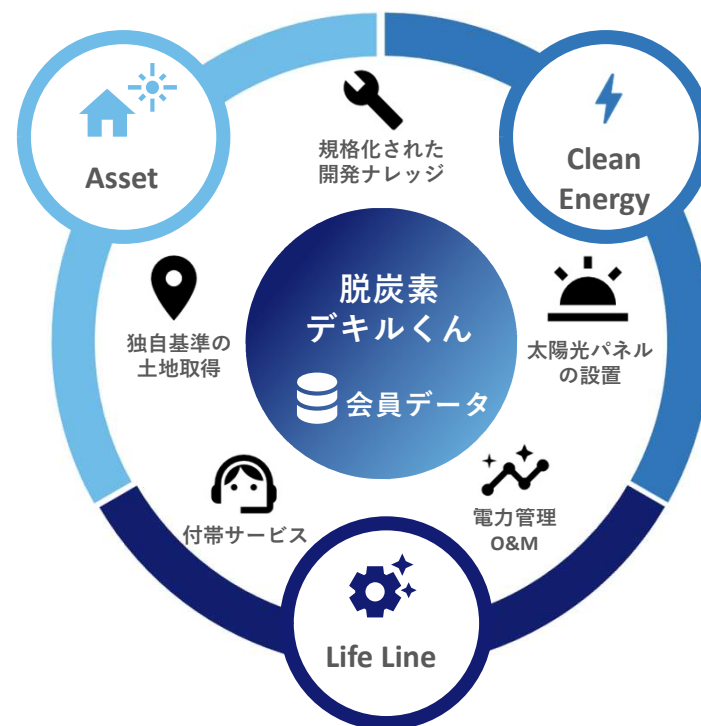 規格化された
開発ナレッジ
Asset
Clean
Energy
脱炭素
デキルくん
会員データ
独自基準の
土地取得
太陽光パネル
の設置
付帯サービス
電力管理
O&M
Life Line